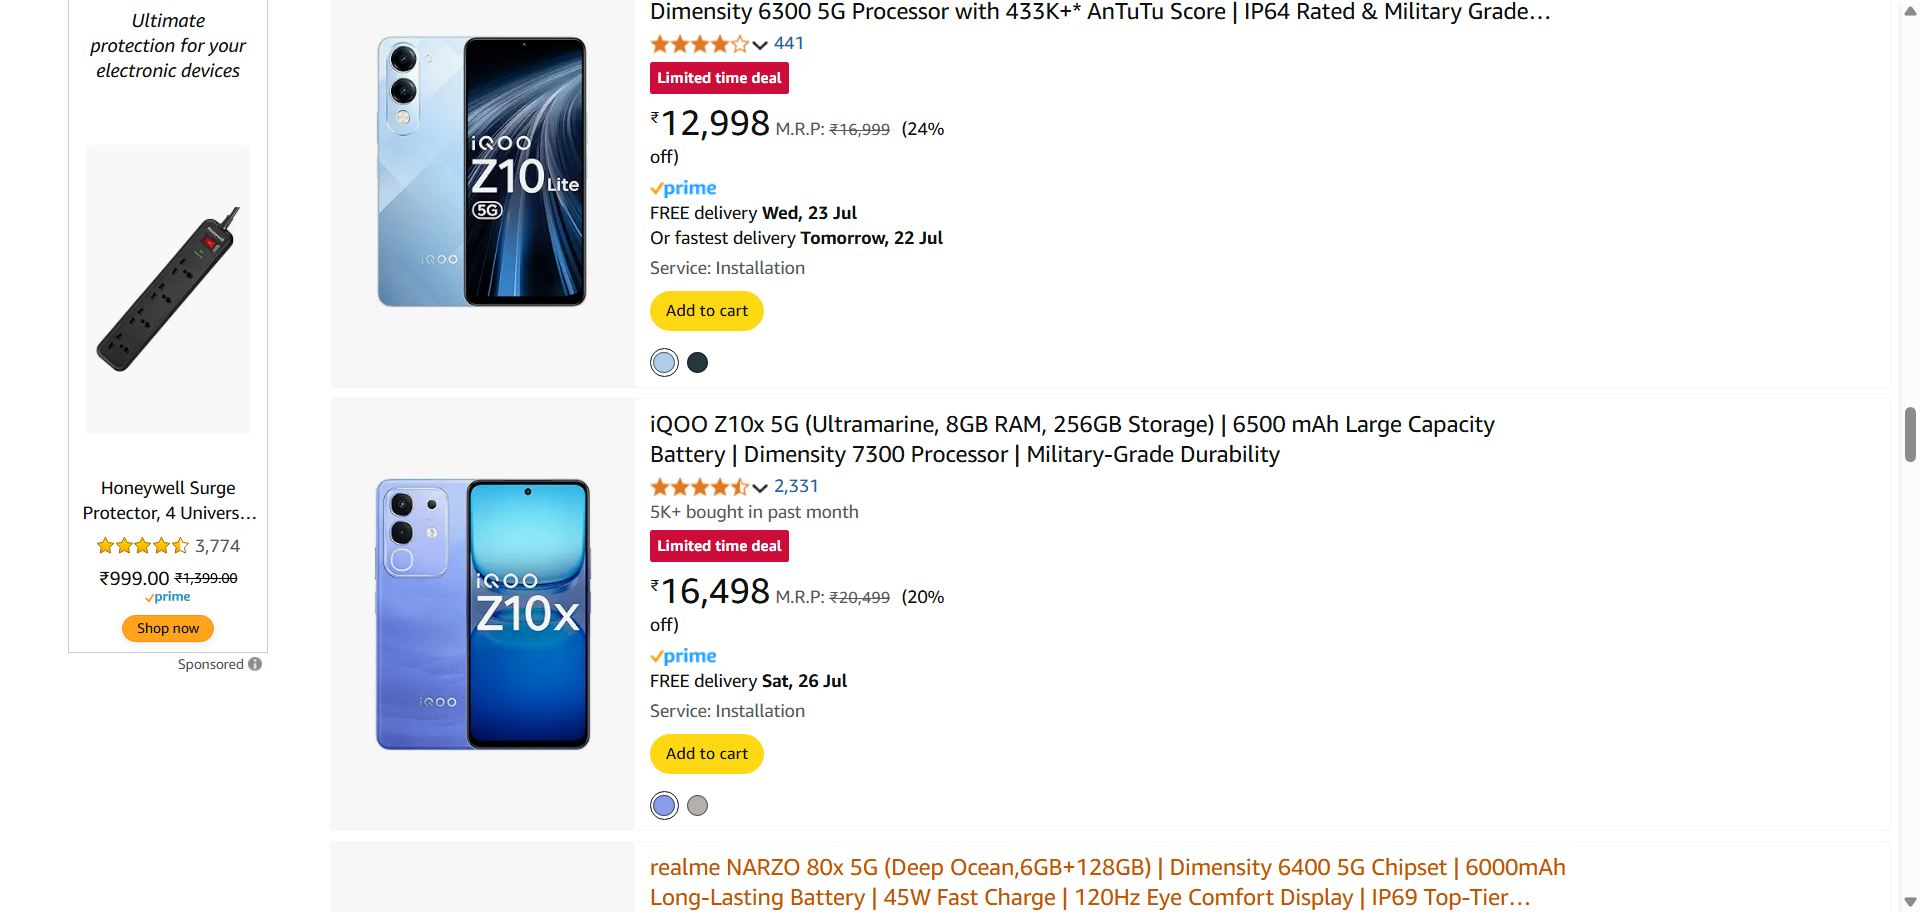 Ultimate
protection for your
electronic devices
Honeywell Surge
Protector, 4 Univers...
3,774
₹999.00 ₹1,399.00
prime
Shop now
Sponsored
iQOO
Z10 Lite
5G
iQOO
Dimensity 6300 5G Processor with 433K+* AnTuTu Score | IP64 Rated & Military Grade...
441
Limited time deal
₹12,998 M.R.P: ₹16,999 (24%
off)
prime
FREE delivery Wed, 23 Jul
Or fastest delivery Tomorrow, 22 Jul
Service: Installation
Add to cart
iQOO
Z10x
iQOO
iQOO Z10x 5G (Ultramarine, 8GB RAM, 256GB Storage) | 6500 mAh Large Capacity
Battery | Dimensity 7300 Processor | Military-Grade Durability
2,331
5K+ bought in past month
Limited time deal
₹16,498 M.R.P: ₹20,499 (20%
off)
prime
FREE delivery Sat, 26 Jul
Service: Installation
Add to cart
realme NARZO 80x 5G (Deep Ocean,6GB+128GB) | Dimensity 6400 5G Chipset | 6000mAh
Long-Lasting Battery | 45W Fast Charge | 120Hz Eye Comfort Display | IP69 Top-Tier...